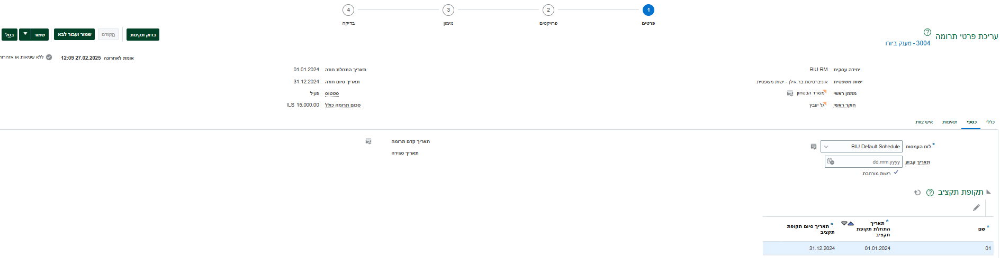 1 2 3 4
פרטים פרויקטים מימון בדיקה
עריכת פרטי תרומה
3004 - מענק ביורו
בדוק תקינות הקודם שמור ועבור לבא שמור בטל
אומת לאחרונה 27.02.2025 12:09 ללא שגיאות או אזהרות
יחידה עסקית BIU RM
ישות משפטית אוניברסיטת בר אילן - ישות משפטית
מממן ראשי משרד הבטחון
חוקר ראשי גל יעבץ
תאריך התחלת חוזה 01.01.2024
תאריך סיום חוזה 31.12.2024
סטטוס פעיל
סכום תרומה כולל 15,000.00 ILS
כללי כספי תאימות איש צוות
* לוח העמסות BIU Default Schedule
תאריך קבוע dd.mm.yyyy
רשות מורחבת
תאריך קדם תרומה
תאריך סגירה
תקופת תקציב
* שם
* תאריך
התחלת תקופת
תקציב
* תאריך סיום תקופת
תקציב
01 01.01.2024 31.12.2024